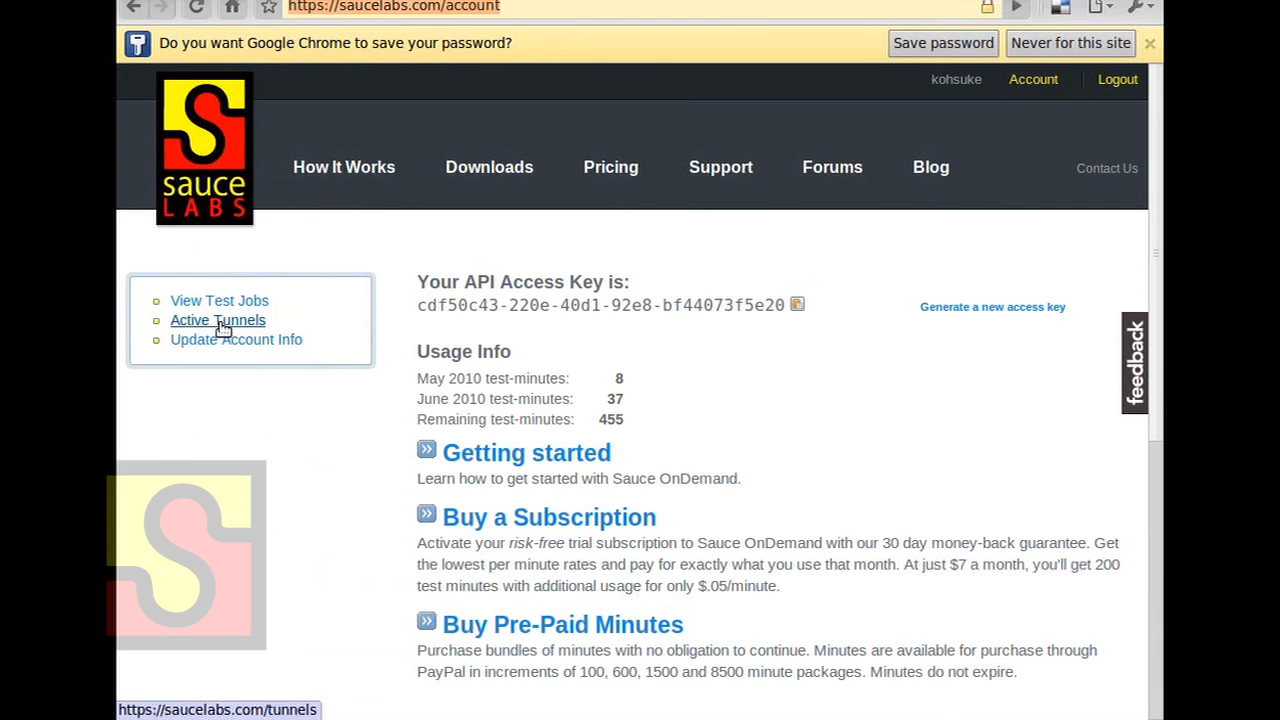 https://saucelabs.com/account
Do you want Google Chrome to save your password?
Save password
Never for this site
kohsuke
Account
Logout
sauce
LABS
How It Works
Downloads
Pricing
Support
Forums
Blog
Contact Us
View Test Jobs
Active Tunnels
Update Account Info
Your API Access Key is:
cdf50c43-220e-40d1-92e8-bf44073f5e20
Generate a new access key
Usage Info
May 2010 test-minutes: 8
June 2010 test-minutes: 37
Remaining test-minutes: 455
feedback
Getting started
Learn how to get started with Sauce OnDemand.
Buy a Subscription
Activate your risk-free trial subscription to Sauce OnDemand with our 30 day money-back guarantee. Get
the lowest per minute rates and pay for exactly what you use that month. At just $7 a month, you'll get 200
test minutes with additional usage for only $.05/minute.
Buy Pre-Paid Minutes
Purchase bundles of minutes with no obligation to continue. Minutes are available for purchase through
PayPal in increments of 100, 600, 1500 and 8500 minute packages. Minutes do not expire.
https://saucelabs.com/tunnels